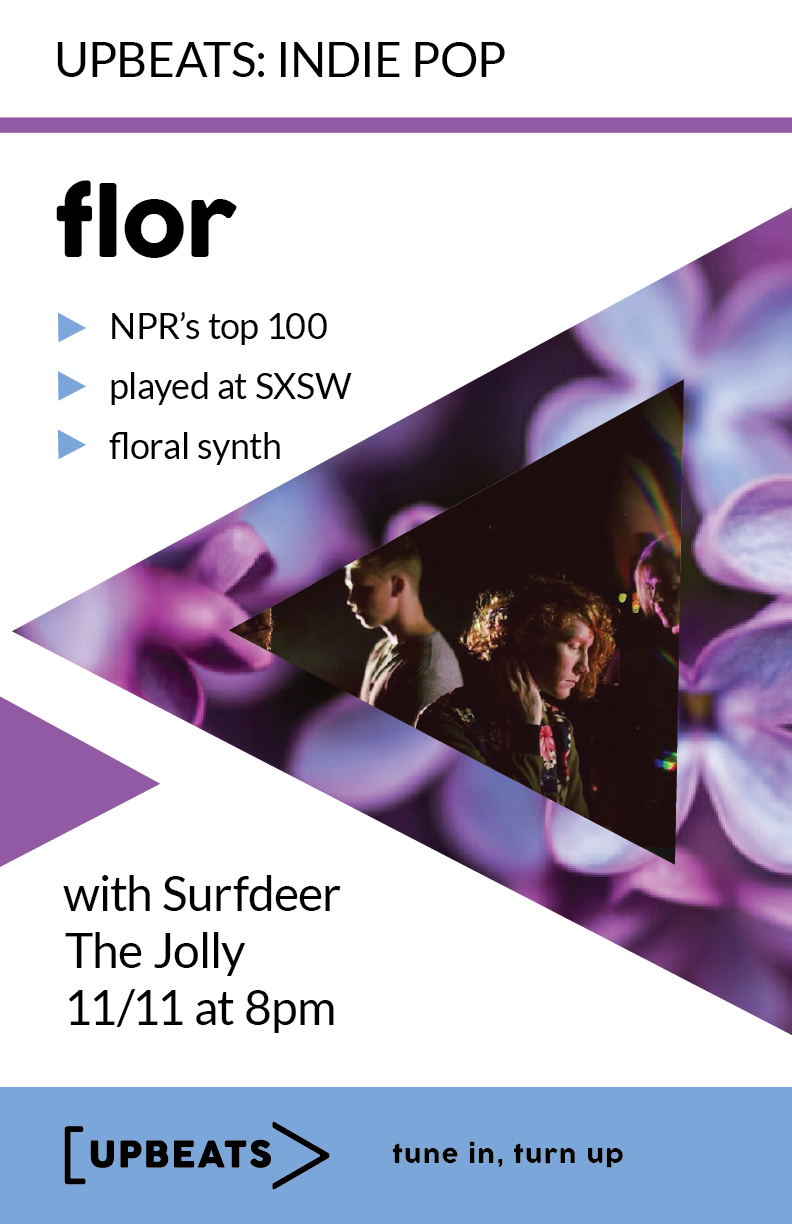 UPBEATS: INDIE POP
flor
NPR’s top 100
played at SXSW
floral synth
with Surfdeer
The Jolly
11/11 at 8pm
UPBEATS
tune in, turn up